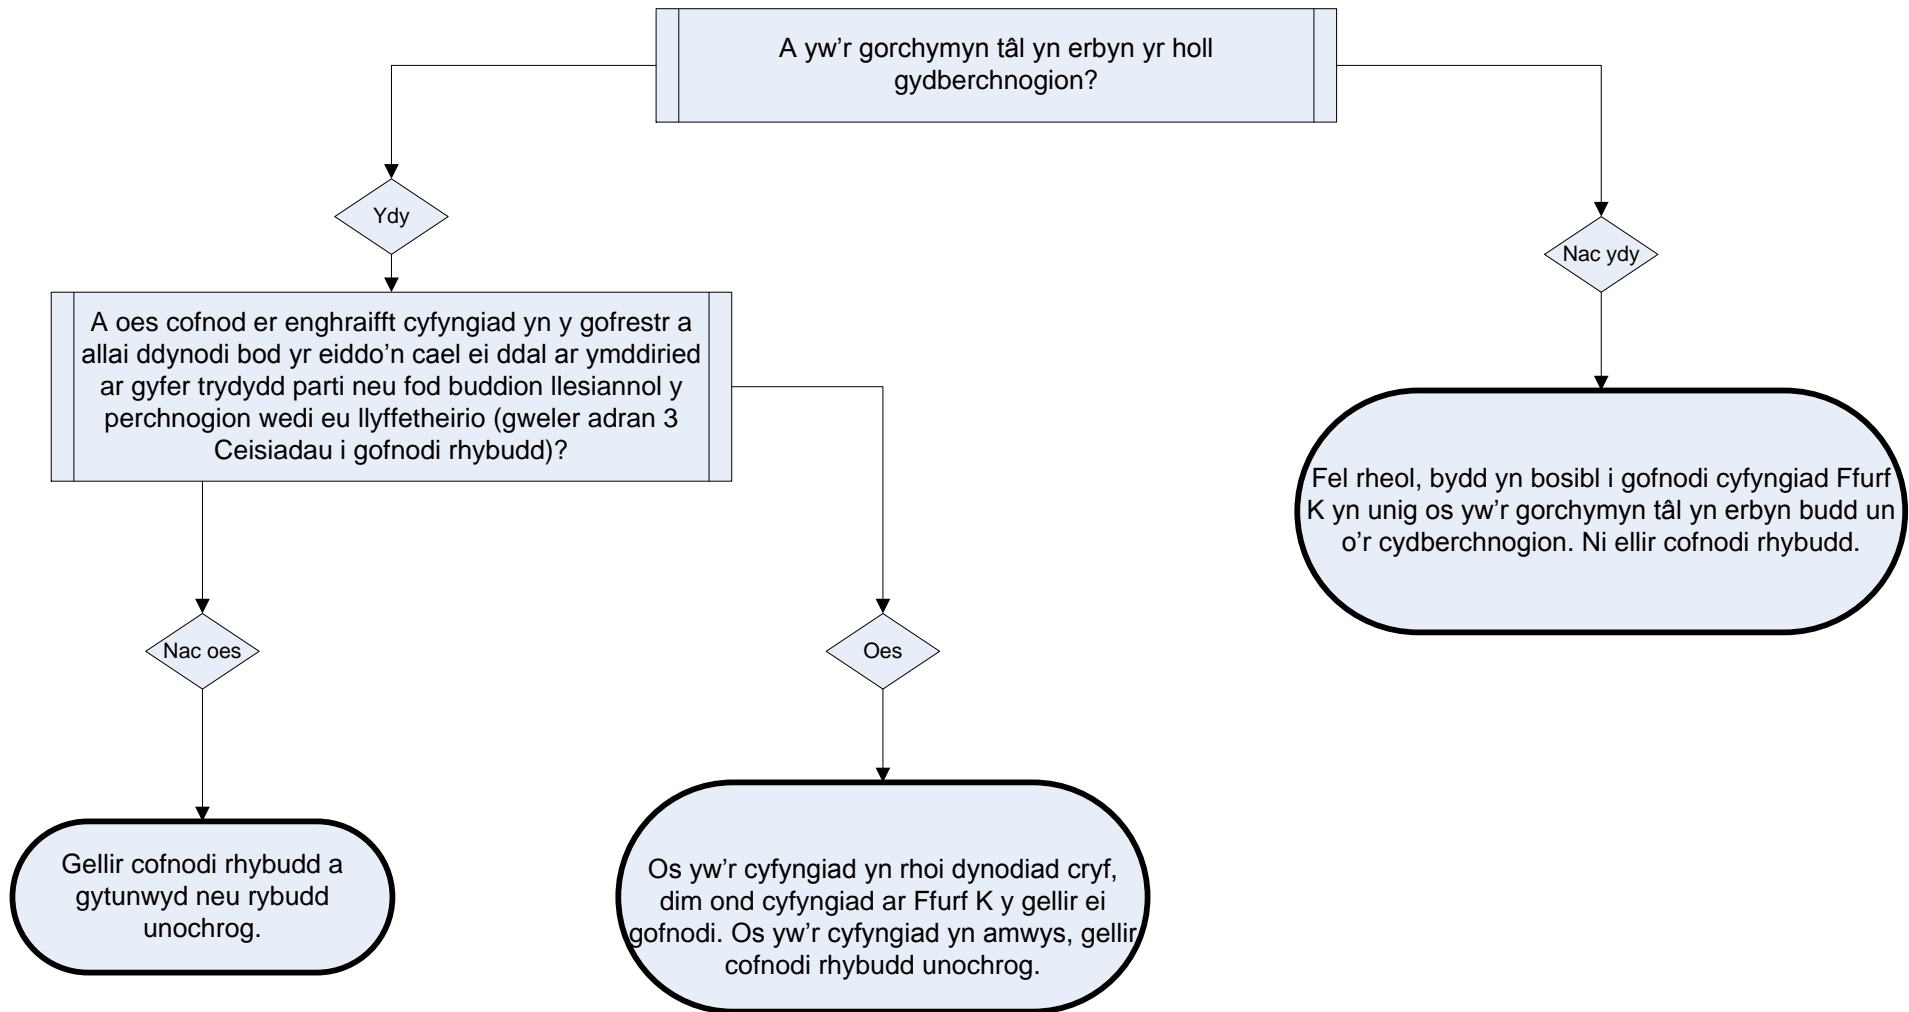 A yw’r gorchymyn tâl yn erbyn yr holl
gydberchnogion?
Ydy
Nac ydy
A oes cofnod er enghraifft cyfyngiad yn y gofrestr a
allai ddynodi bod yr eiddo’n cael ei ddal ar ymddiried
ar gyfer trydydd parti neu fod buddion llesiannol y
perchnogion wedi eu llyffetheirio (gweler adran 3
Ceisiadau i gofnodi rhybudd)?
Fel rheol, bydd yn bosibl i gofnodi cyfyngiad Ffurf
K yn unig os yw’r gorchymyn tâl yn erbyn budd un
o’r cydberchnogion. Ni ellir cofnodi rhybudd.
Nac oes
Oes
Gellir cofnodi rhybudd a
gytunwyd neu rybudd
unochrog.
Os yw’r cyfyngiad yn rhoi dynodiad cryf,
dim ond cyfyngiad ar Ffurf K y gellir ei
gofnodi. Os yw’r cyfyngiad yn amwys, gellir
cofnodi rhybudd unochrog.